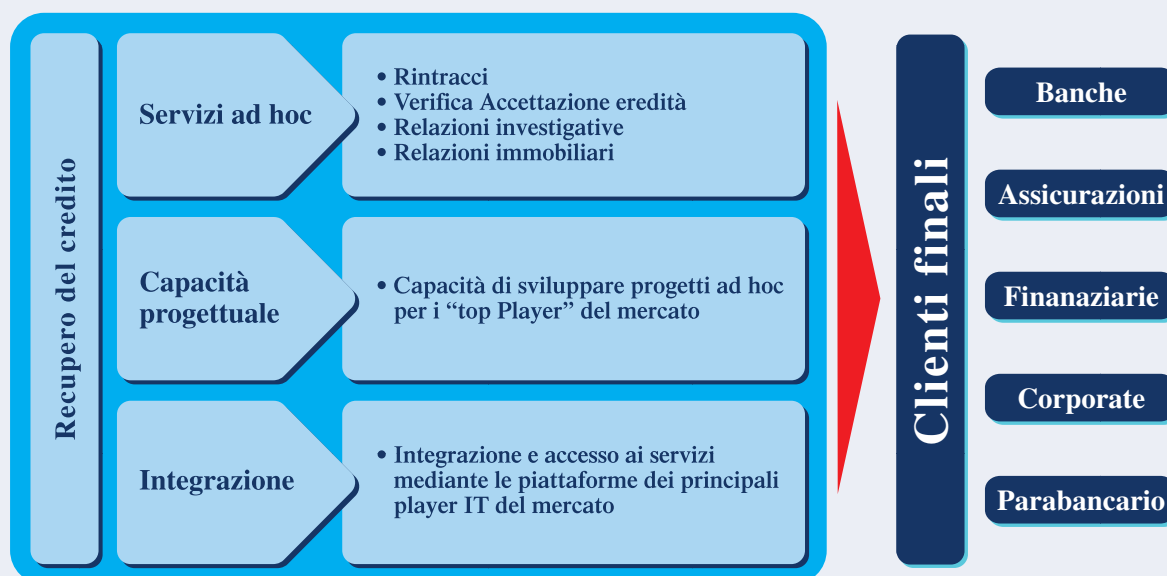 Recupero del credito
Servizi ad hoc
• Rintracci
• Verifica Accettazione eredità
• Relazioni investigative
• Relazioni immobiliari
Capacità
progettuale
• Capacità di sviluppare progetti ad hoc
per i “top Player” del mercato
Integrazione
• Integrazione e accesso ai servizi
mediante le piattaforme dei principali
player IT del mercato
Clienti finali
Banche
Assicurazioni
Finanaziarie
Corporate
Parabancario